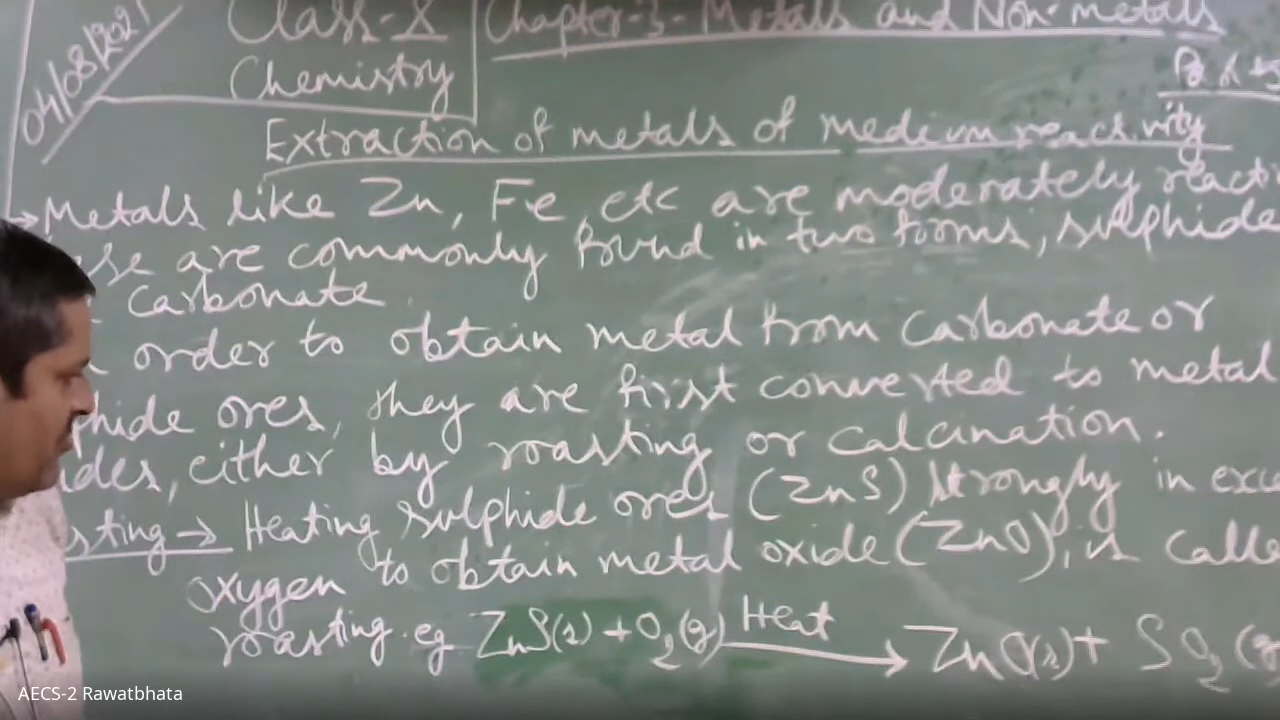 04/08/2021
Class-X Chapter-3- Metals and Non-metals
Chemistry
Extraction of metals of medium reactivity
→ Metals like Zn, Fe, etc are moderately reacti
se are commonly found in two forms, sulphide
carbonate.
order to obtain metal from carbonate or
phide ores, they are first converted to metal
ides, either by roasting or calcination.
sting → Heating sulphide ores (ZnS) strongly in exce
oxygen to obtain metal oxide (ZnO), is calle
roasting. eg ZnS(s) + O₂(g) Heat → ZnO(s) + SO₂(g
AECS-2 Rawatbhata